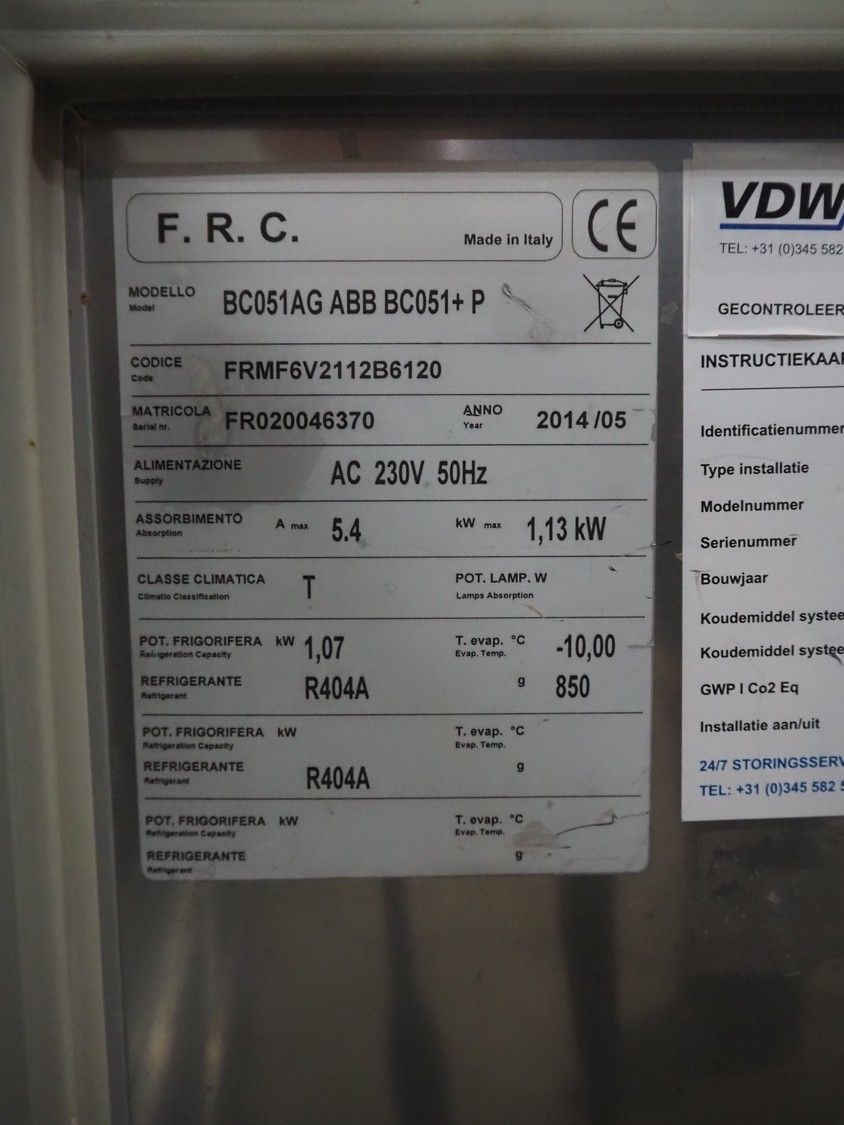 F. R. C.
Made in Italy
CE
MODELLO
Model
BC051AG ABB BC051+ P
CODICE
Code
FRMF6V2112B6120
MATRICOLA
Serial nr.
FR020046370
ANNO
Year
2014/05
ALIMENTAZIONE
Supply
AC 230V 50Hz
ASSORBIMENTO
Absorption
A max
5.4
kW max
1,13 kW
CLASSE CLIMATICA
Climatic Classification
T
POT. LAMP. W
Lamps Absorption
POT. FRIGORIFERA kW 1,07
Refrigeration Capacity
T. evap. °C -10,00
Evap. Temp.
REFRIGERANTE
Refrigerant
R404A
g 850
POT. FRIGORIFERA kW
Refrigeration Capacity
T. evap. °C
Evap. Temp.
REFRIGERANTE
Refrigerant
R404A
g
POT. FRIGORIFERA kW
Refrigeration Capacity
T. evap. °C
Evap. Temp.
REFRIGERANTE
Refrigerant
g
VDW
TEL: +31 (0)345 582
GECONTROLEER
INSTRUCTIEKAA
Identificatienummer
Type installatie
Modelnummer
Serienummer
Bouwjaar
Koudemiddel systee
Koudemiddel systee
GWP I Co2 Eq
Installatie aan/uit
24/7 STORINGSSERV
TEL: +31 (0)345 582 5